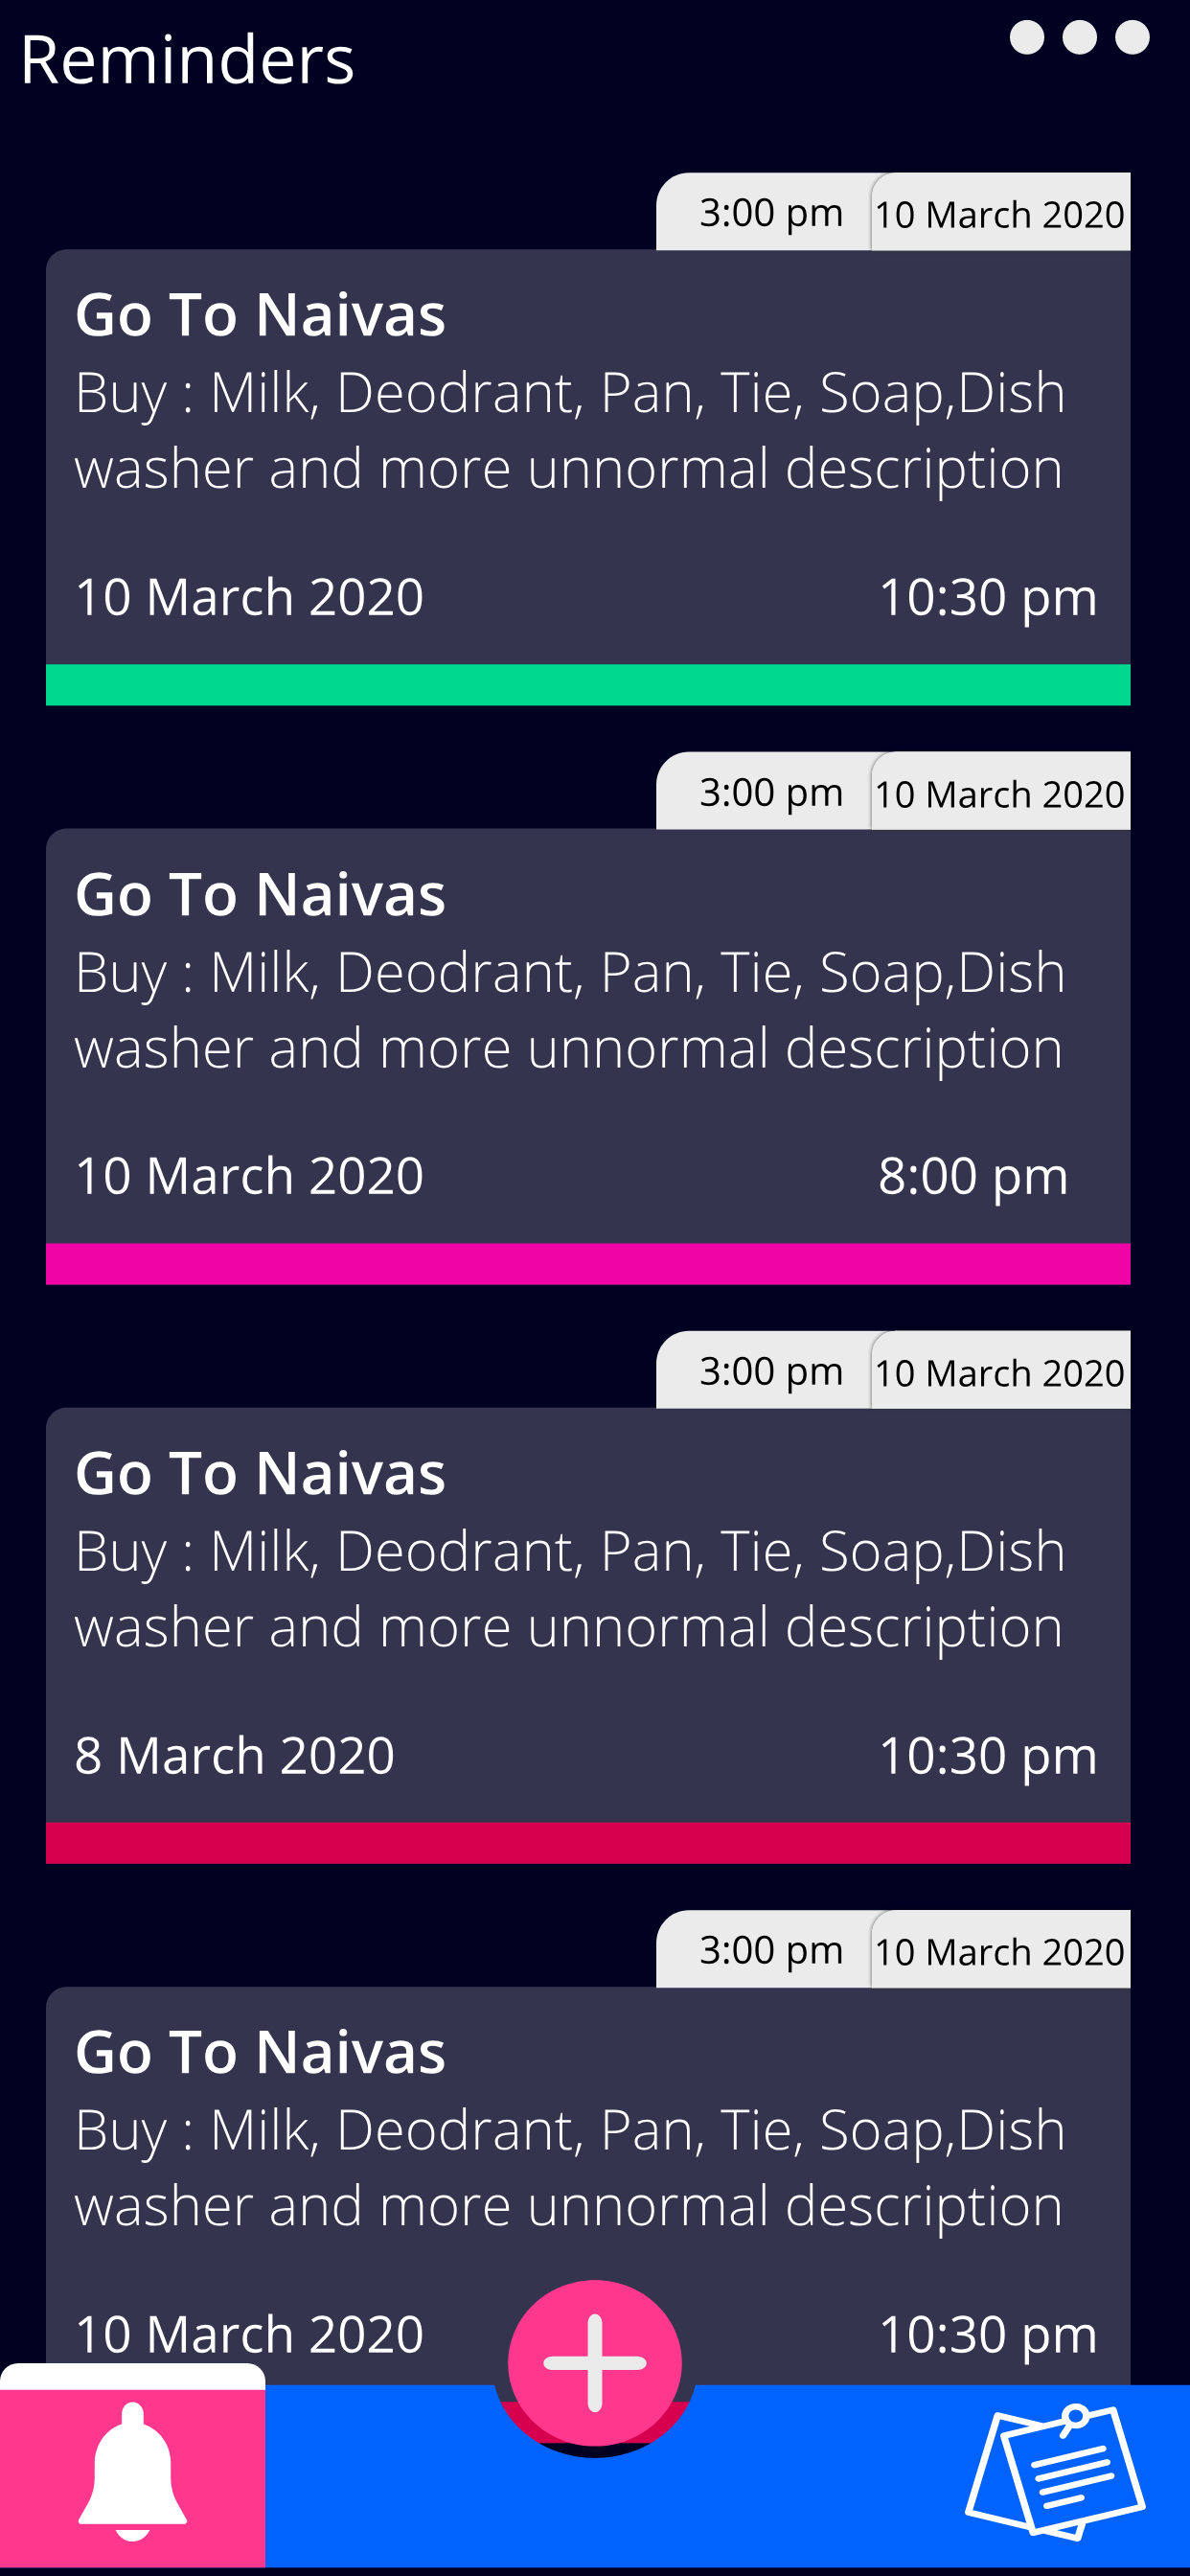 Reminders
3:00 pm 10 March 2020
Go To Naivas
Buy : Milk, Deodrant, Pan, Tie, Soap,Dish
washer and more unnormal description
10 March 2020 10:30 pm
3:00 pm 10 March 2020
Go To Naivas
Buy : Milk, Deodrant, Pan, Tie, Soap,Dish
washer and more unnormal description
10 March 2020 8:00 pm
3:00 pm 10 March 2020
Go To Naivas
Buy : Milk, Deodrant, Pan, Tie, Soap,Dish
washer and more unnormal description
8 March 2020 10:30 pm
3:00 pm 10 March 2020
Go To Naivas
Buy : Milk, Deodrant, Pan, Tie, Soap,Dish
washer and more unnormal description
10 March 2020 10:30 pm